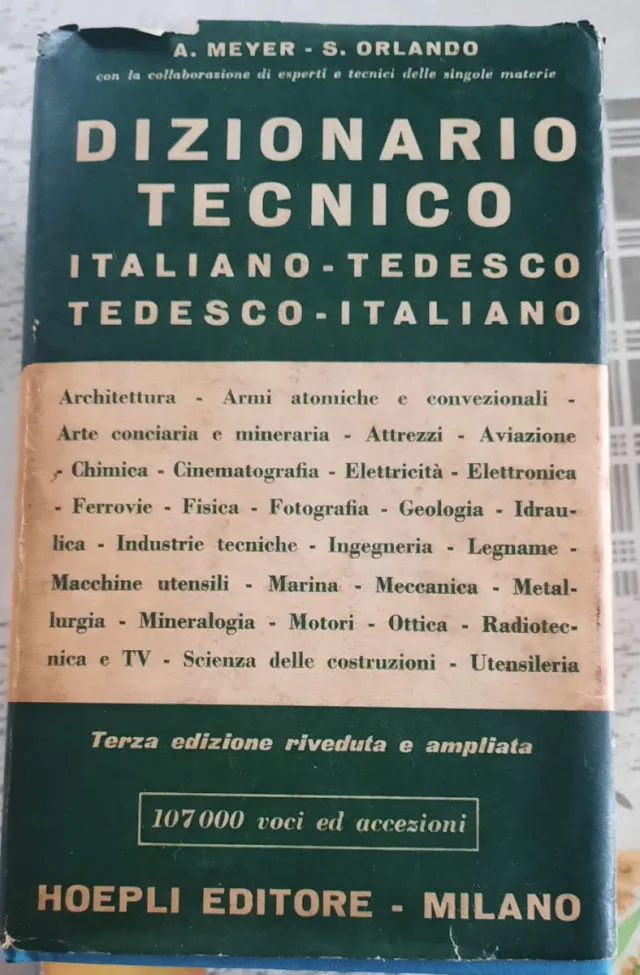 A. MEYER - S. ORLANDO
con la collaborazione di esperti e tecnici delle singole materie
DIZIONARIO
TECNICO
ITALIANO-TEDESCO
TEDESCO-ITALIANO
Architettura - Armi atomiche e convezionali -
Arte conciaria e mineraria - Attrezzi - Aviazione
- Chimica - Cinematografia - Elettricità - Elettronica
- Ferrovie - Fisica - Fotografia - Geologia - Idrau-
lica - Industrie tecniche - Ingegneria - Legname -
Macchine utensili - Marina - Meccanica - Metal-
lurgia - Mineralogia - Motori - Ottica - Radiotec-
nica e TV - Scienza delle costruzioni - Utensileria
Terza edizione riveduta e ampliata
107000 voci ed accezioni
HOEPLI EDITORE - MILANO